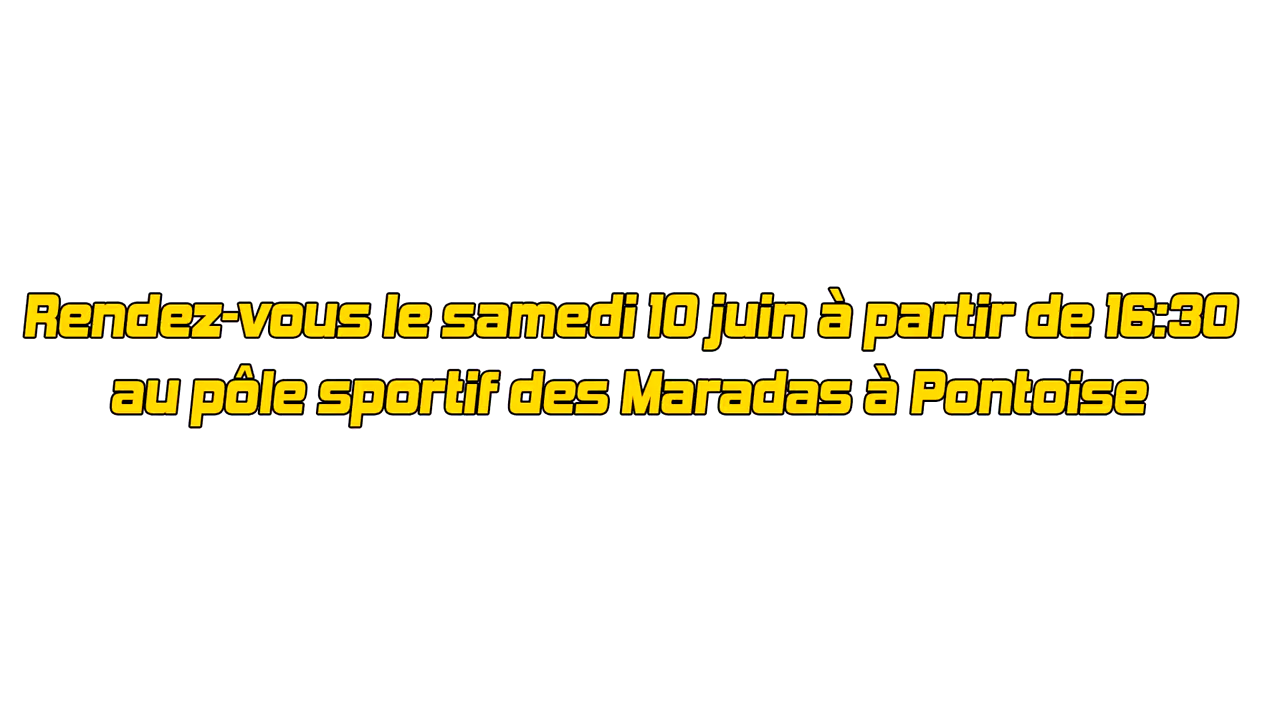 Rendez-vous le samedi 10 juin à partir de 16:30
au pôle sportif des Maradas à Pontoise